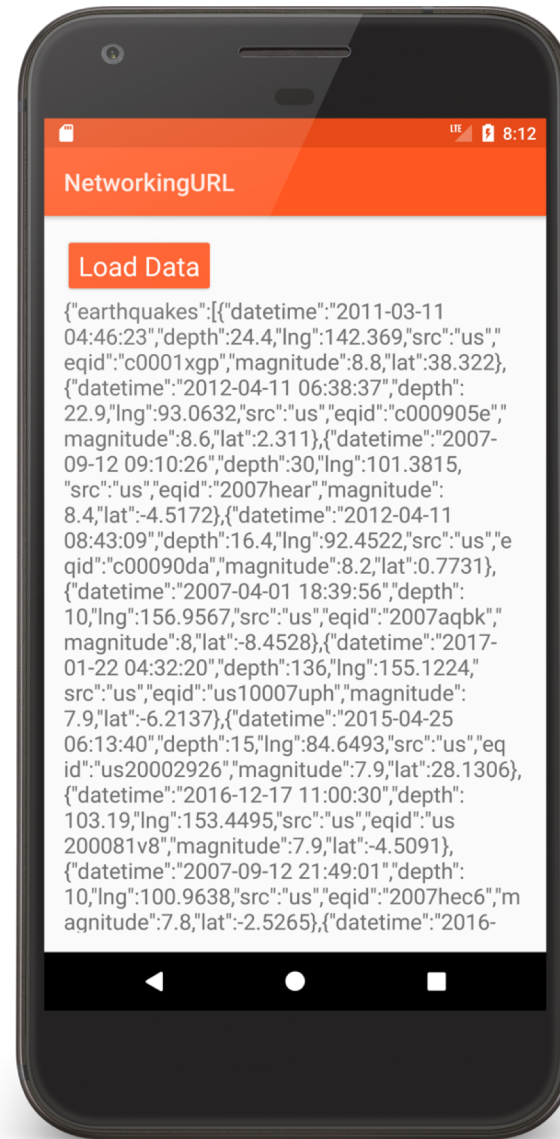 LTE 8:12
NetworkingURL
Load Data
{"earthquakes":[{"datetime":"2011-03-11
04:46:23","depth":24.4,"lng":142.369,"src":"us","
eqid":"c0001xgp","magnitude":8.8,"lat":38.322},
{"datetime":"2012-04-11 06:38:37","depth":
22.9,"lng":93.0632,"src":"us","eqid":"c000905e","
magnitude":8.6,"lat":2.311},{"datetime":"2007-
09-12 09:10:26","depth":30,"lng":101.3815,
"src":"us","eqid":"2007hear","magnitude":
8.4,"lat":-4.5172},{"datetime":"2012-04-11
08:43:09","depth":16.4,"lng":92.4522,"src":"us","e
qid":"c00090da","magnitude":8.2,"lat":0.7731},
{"datetime":"2007-04-01 18:39:56","depth":
10,"lng":156.9567,"src":"us","eqid":"2007aqbk","
magnitude":8,"lat":-8.4528},{"datetime":"2017-
01-22 04:32:20","depth":136,"lng":155.1224,"
src":"us","eqid":"us10007uph","magnitude":
7.9,"lat":-6.2137},{"datetime":"2015-04-25
06:13:40","depth":15,"lng":84.6493,"src":"us","eq
id":"us20002926","magnitude":7.9,"lat":28.1306},
{"datetime":"2016-12-17 11:00:30","depth":
103.19,"lng":153.4495,"src":"us","eqid":"us
200081v8","magnitude":7.9,"lat":-4.5091},
{"datetime":"2007-09-12 21:49:01","depth":
10,"lng":100.9638,"src":"us","eqid":"2007hec6","m
agnitude":7.8,"lat":-2.5265},{"datetime":"2016-